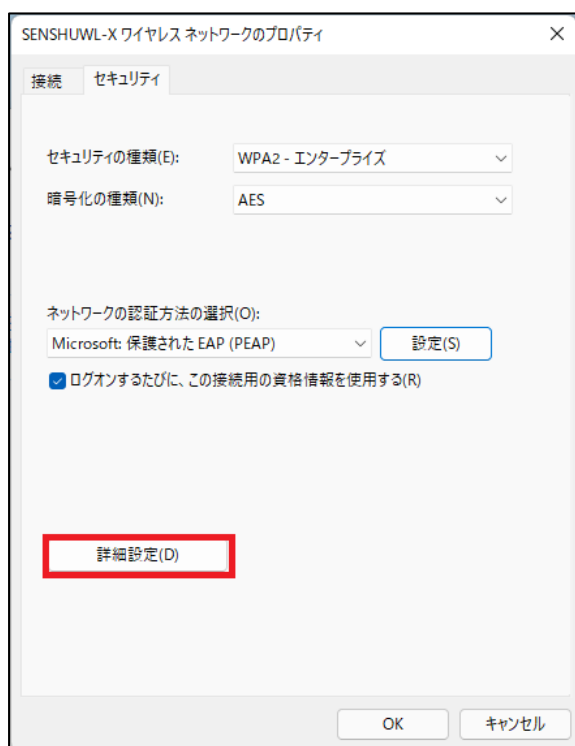 SENSHUWL-X ワイヤレス ネットワークのプロパティ
接続 セキュリティ
セキュリティの種類(E): WPA2 - エンタープライズ
暗号化の種類(N): AES
ネットワークの認証方法の選択(O):
Microsoft: 保護された EAP (PEAP) 設定(S)
ログオンするたびに、この接続用の資格情報を使用する(R)
詳細設定(D)
OK キャンセル